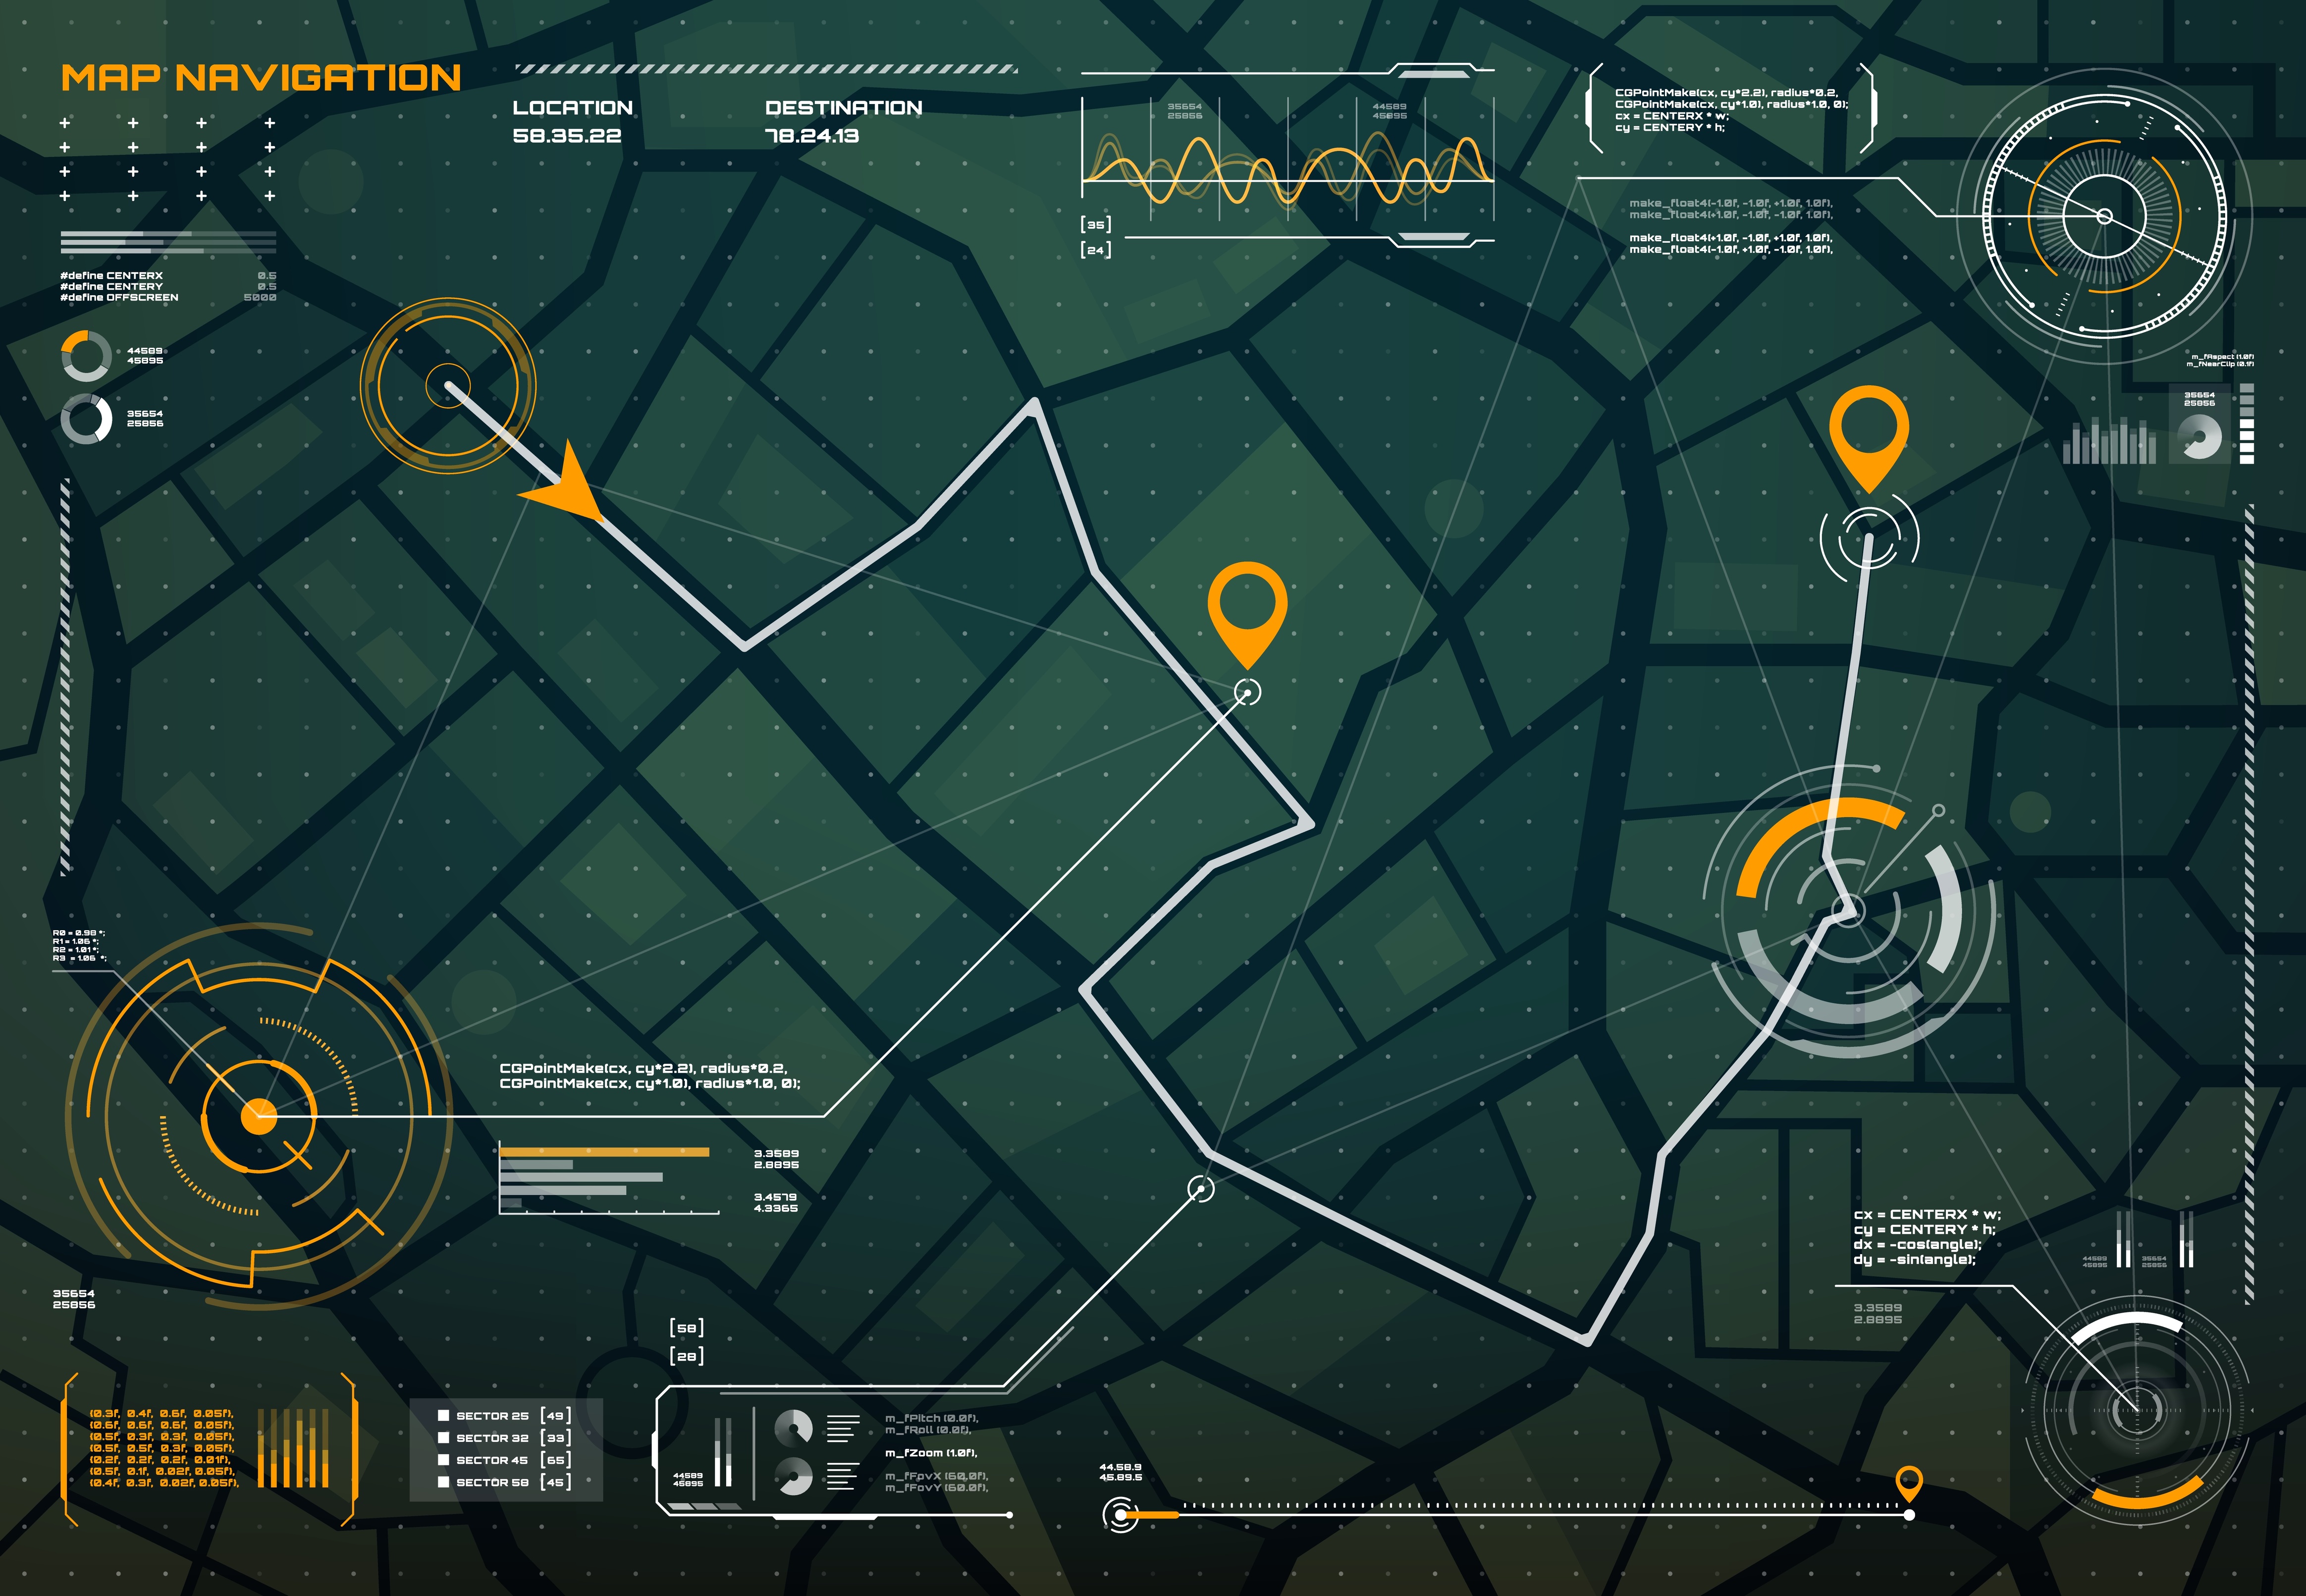 MAP NAVIGATION
LOCATION
58.35.22
DESTINATION
78.24.13
35654
25856
44589
45895
[35]
[24]
CGPointMake(cx, cy*2.2), radius*0.2,
CGPointMake(cx, cy*1.0), radius*1.0, 0);
cx = CENTERX * w;
cy = CENTERY * h;
make_float4(-1.0f, -1.0f, +1.0f, 1.0f),
make_float4(+1.0f, -1.0f, -1.0f, 1.0f),
make_float4(+1.0f, -1.0f, +1.0f, 1.0f),
make_float4(-1.0f, +1.0f, -1.0f, 1.0f),
#define CENTERX 0.5
#define CENTERY 0.5
#define OFFSCREEN 5000
44589
45895
35654
25856
m_fAspect (1.0f)
m_fNearClip (0.1f)
35654
25856
R0 = 0.98 *;
R1 = 1.06 *;
R2 = 1.01 *;
R3 = 1.06 *;
CGPointMake(cx, cy*2.2), radius*0.2,
CGPointMake(cx, cy*1.0), radius*1.0, 0);
3.3589
2.8895
3.4579
4.3365
cx = CENTERX * w;
cy = CENTERY * h;
dx = -cos(angle);
dy = -sin(angle);
44589
45895
35654
25856
3.3589
2.8895
35654
25856
[58]
[28]
(0.3f, 0.4f, 0.6f, 0.05f),
(0.6f, 0.6f, 0.6f, 0.05f),
(0.5f, 0.3f, 0.3f, 0.05f),
(0.5f, 0.5f, 0.3f, 0.05f),
(0.2f, 0.2f, 0.2f, 0.01f),
(0.5f, 0.1f, 0.02f, 0.05f),
(0.4f, 0.3f, 0.02f, 0.05f),
SECTOR 25 [49]
SECTOR 32 [33]
SECTOR 45 [65]
SECTOR 58 [45]
44589
45895
m_fPitch (0.0f),
m_fRoll (0.0f),
m_fZoom (1.0f),
m_fFovX (60.0f),
m_fFovY (60.0f),
44.58.9
45.89.5